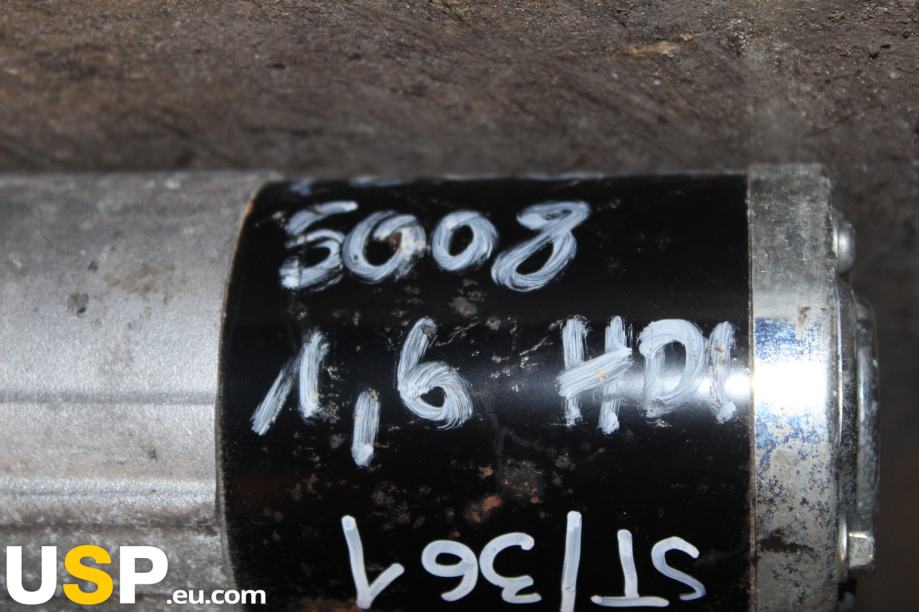 5008
1,6 HDI
ST/361
USP.eu.com